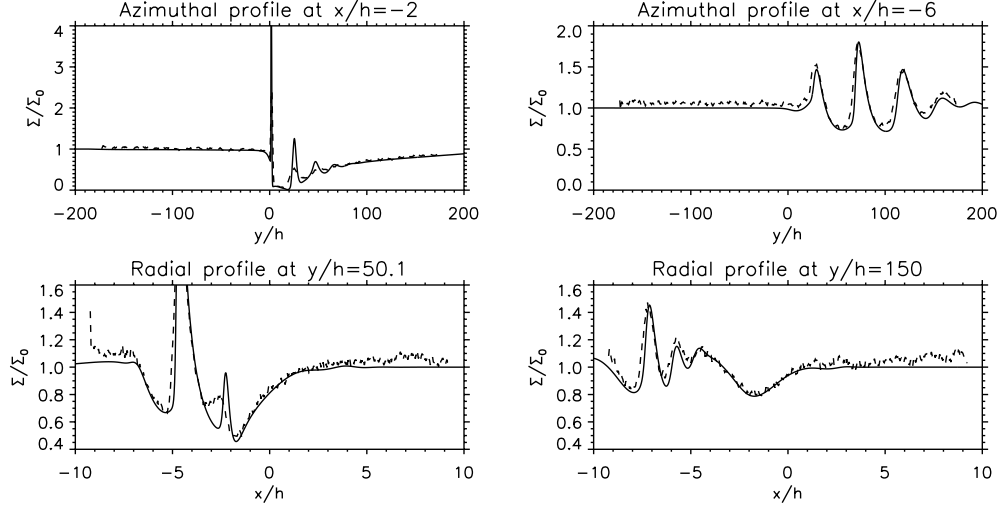 Azimuthal profile at x/h=−2
Azimuthal profile at x/h=−6
Σ/Σ0
4
3
2
1
0
−200 −100 0 100 200
y/h
Σ/Σ0
2.0
1.5
1.0
0.5
0.0
−200 −100 0 100 200
y/h
Radial profile at y/h=50.1
Radial profile at y/h=150
Σ/Σ0
1.6
1.4
1.2
1.0
0.8
0.6
0.4
−10 −5 0 5 10
x/h
Σ/Σ0
1.6
1.4
1.2
1.0
0.8
0.6
0.4
−10 −5 0 5 10
x/h